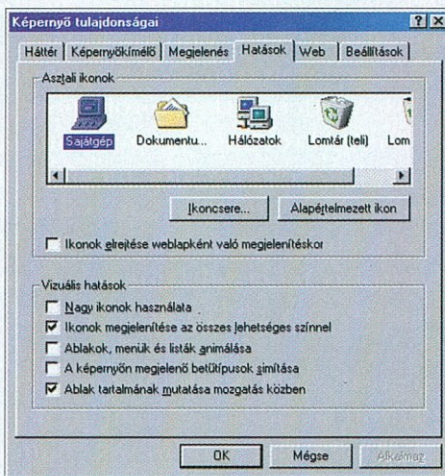 Képernyő tulajdonságai
Háttér Képernyőkímélő Megjelenés Hatások Web Beállítások
Asztali ikonok
Sajátgép Dokumentu... Hálózatok Lomtár (teli) Lom
Ikoncsere... Alapértelmezett ikon
Ikonok elrejtése weblapként való megjelenítéskor
Vizuális hatások
Nagy ikonok használata
Ikonok megjelenítése az összes lehetséges színnel
Ablakok, menük és listák animálása
A képernyőn megjelenő betűtípusok simítása
Ablak tartalmának mutatása mozgatás közben
OK Mégse Alkalmaz